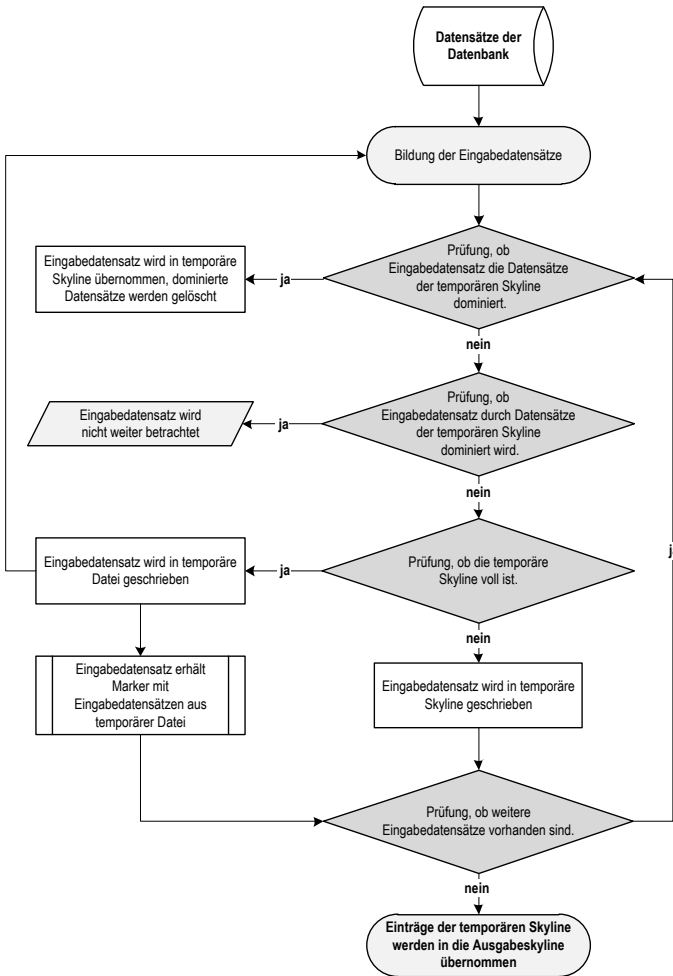 Datensätze der
Datenbank
Bildung der Eingabedatensätze
Prüfung, ob
Eingabedatensatz die Datensätze
der temporären Skyline
dominiert.
ja
Eingabedatensatz wird in temporäre
Skyline übernommen, dominierte
Datensätze werden gelöscht
nein
Prüfung, ob
Eingabedatensatz durch Datensätze
der temporären Skyline
dominiert wird.
ja
Eingabedatensatz wird
nicht weiter betrachtet
nein
Prüfung, ob die temporäre
Skyline voll ist.
ja
Eingabedatensatz wird in temporäre
Datei geschrieben
nein
Eingabedatensatz erhält
Marker mit
Eingabedatensätzen aus
temporärer Datei
Eingabedatensatz wird in temporäre
Skyline geschrieben
Prüfung, ob weitere
Eingabedatensätze vorhanden sind.
nein
Einträge der temporären Skyline
werden in die Ausgabeskyline
übernommen